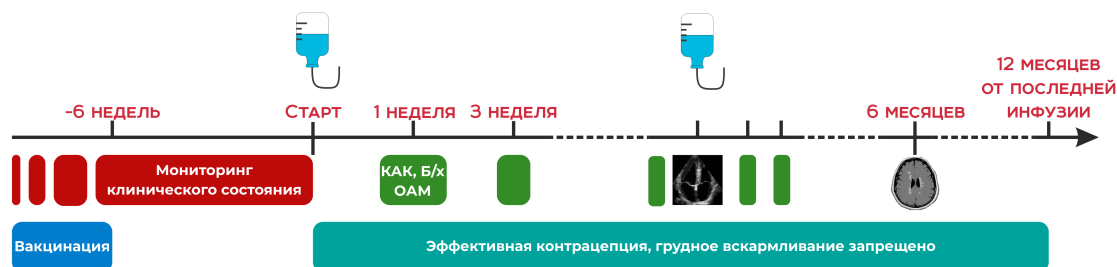 -6 НЕДЕЛЬ
СТАРТ
1 НЕДЕЛЯ
3 НЕДЕЛЯ
6 МЕСЯЦЕВ
12 МЕСЯЦЕВ
ОТ ПОСЛЕДНЕЙ
ИНФУЗИИ
Мониторинг
клинического состояния
КАК, Б/х
ОАМ
Вакцинация
Эффективная контрацепция, грудное вскармливание запрещено